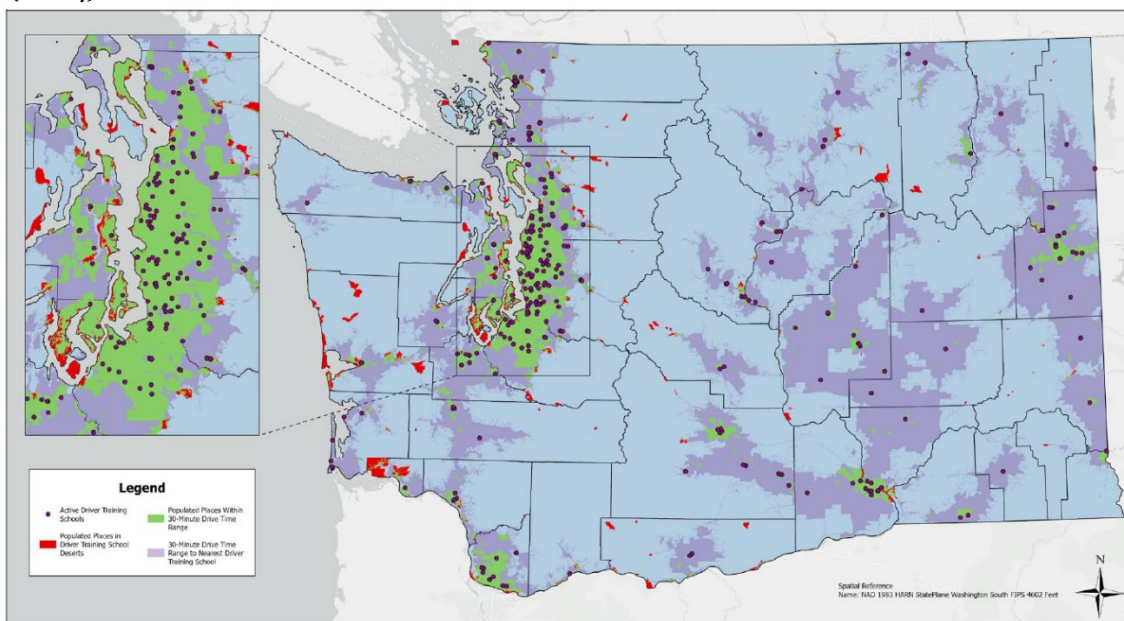 Legend
Active Driver Training
Schools
Populated Places in
Driver Training School
Deserts
Populated Places Within
30-Minute Drive Time
Range
30-Minute Drive Time
Range to Nearest Driver
Training School
N
Spatial Reference
Name: NAD 1983 HARN StatePlane Washington South FIPS 4602 Feet